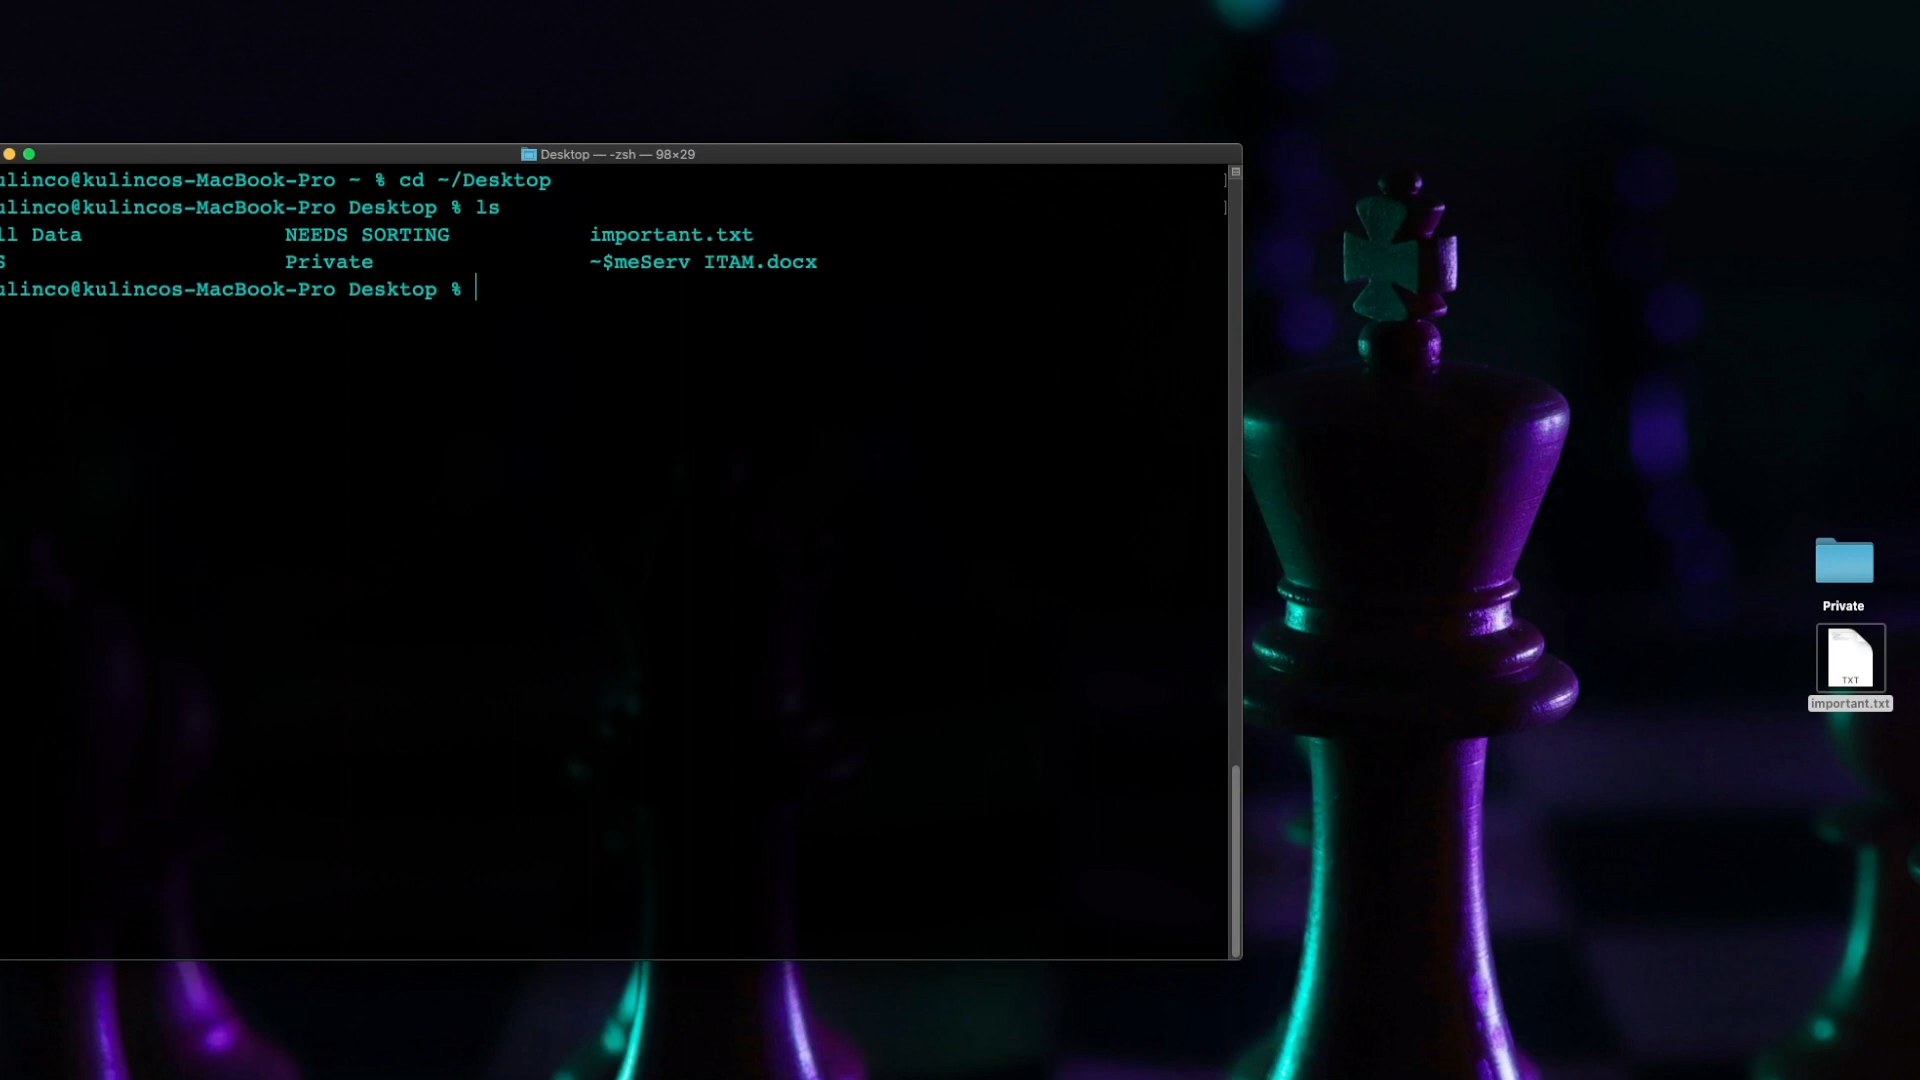 Desktop — -zsh — 98×29
ulinco@kulincos-MacBook-Pro ~ % cd ~/Desktop
ulinco@kulincos-MacBook-Pro Desktop % ls
ll Data NEEDS SORTING important.txt
S Private ~$meServ ITAM.docx
ulinco@kulincos-MacBook-Pro Desktop %
Private
TXT
important.txt